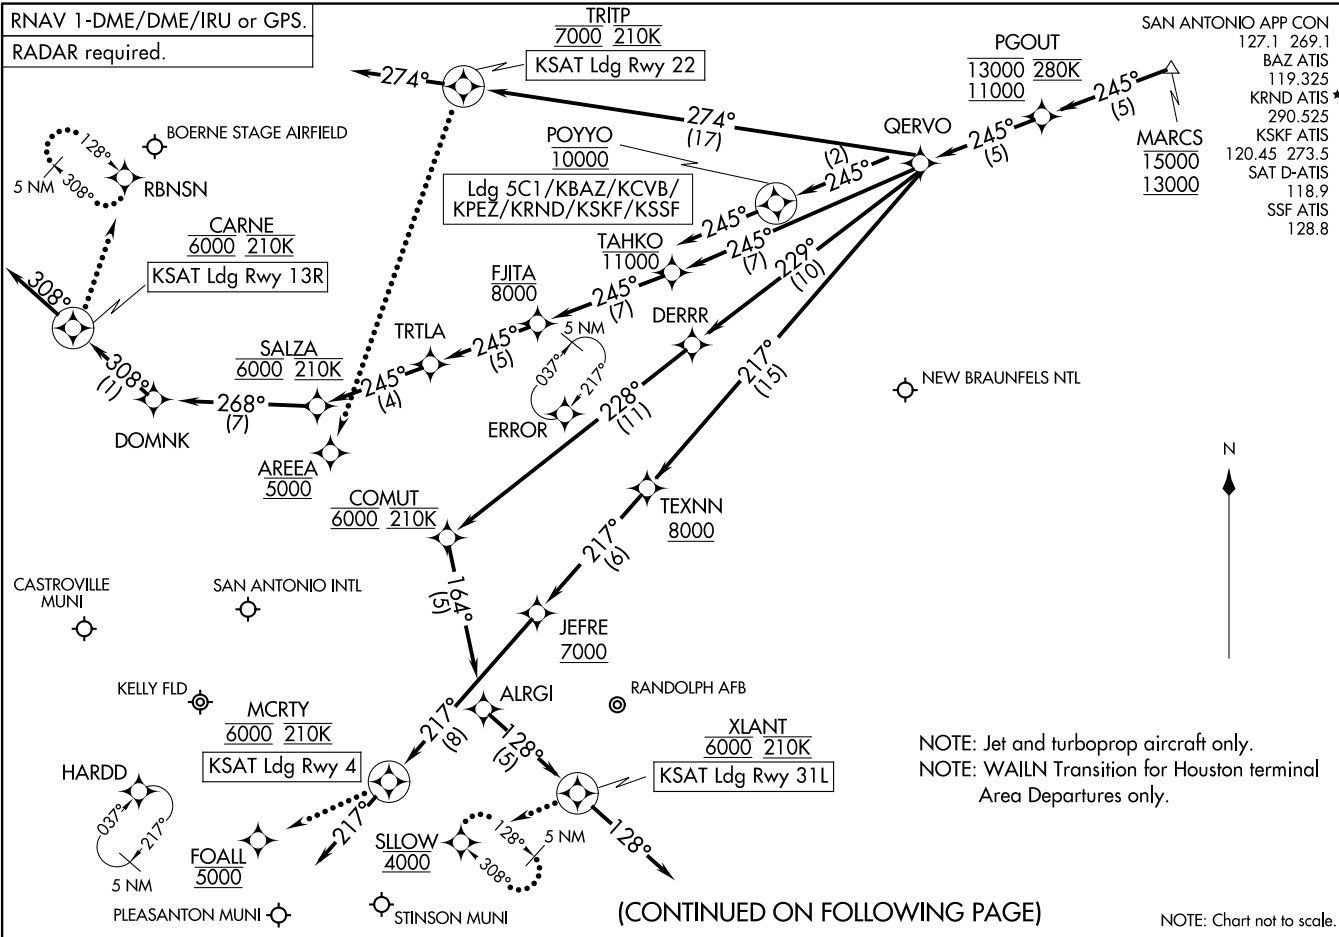 RNAV 1-DME/DME/IRU or GPS.
RADAR required.
TRITP
7000 210K
KSAT Ldg Rwy 22
274°
SAN ANTONIO APP CON
127.1 269.1
BAZ ATIS
119.325
KRND ATIS ★
290.525
KSKF ATIS
120.45 273.5
SAT D-ATIS
118.9
SSF ATIS
128.8
PGOUT
13000 280K
11000
245°
(5)
MARCS
15000
13000
245°
(5)
QERVO
274°
(17)
(2)
245°
POYYO
10000
Ldg 5C1/KBAZ/KCVB/
KPEZ/KRND/KSKF/KSSF
245°
BOERNE STAGE AIRFIELD
128°
308°
5 NM
RBNSN
CARNE
6000 210K
KSAT Ldg Rwy 13R
308°
308°
(1)
DOMNK
TAHKO
11000
245°
(7)
229°
(10)
FJITA
8000
245°
(7)
DERRR
TRTLA
245°
(5)
5 NM
037°
217°
ERROR
SALZA
6000 210K
245°
(4)
268°
(7)
217°
(15)
NEW BRAUNFELS NTL
228°
(11)
AREEA
5000
COMUT
6000 210K
TEXNN
8000
N
217°
(6)
CASTROVILLE
MUNI
SAN ANTONIO INTL
164°
(5)
JEFRE
7000
KELLY FLD
MCRTY
6000 210K
KSAT Ldg Rwy 4
217°
(8)
217°
ALRGI
RANDOLPH AFB
128°
(5)
XLANT
6000 210K
KSAT Ldg Rwy 31L
128°
HARDD
037°
217°
5 NM
FOALL
5000
SLLOW
4000
128°
308°
5 NM
PLEASANTON MUNI
STINSON MUNI
NOTE: Jet and turboprop aircraft only.
NOTE: WAILN Transition for Houston terminal
Area Departures only.
(CONTINUED ON FOLLOWING PAGE)
NOTE: Chart not to scale.